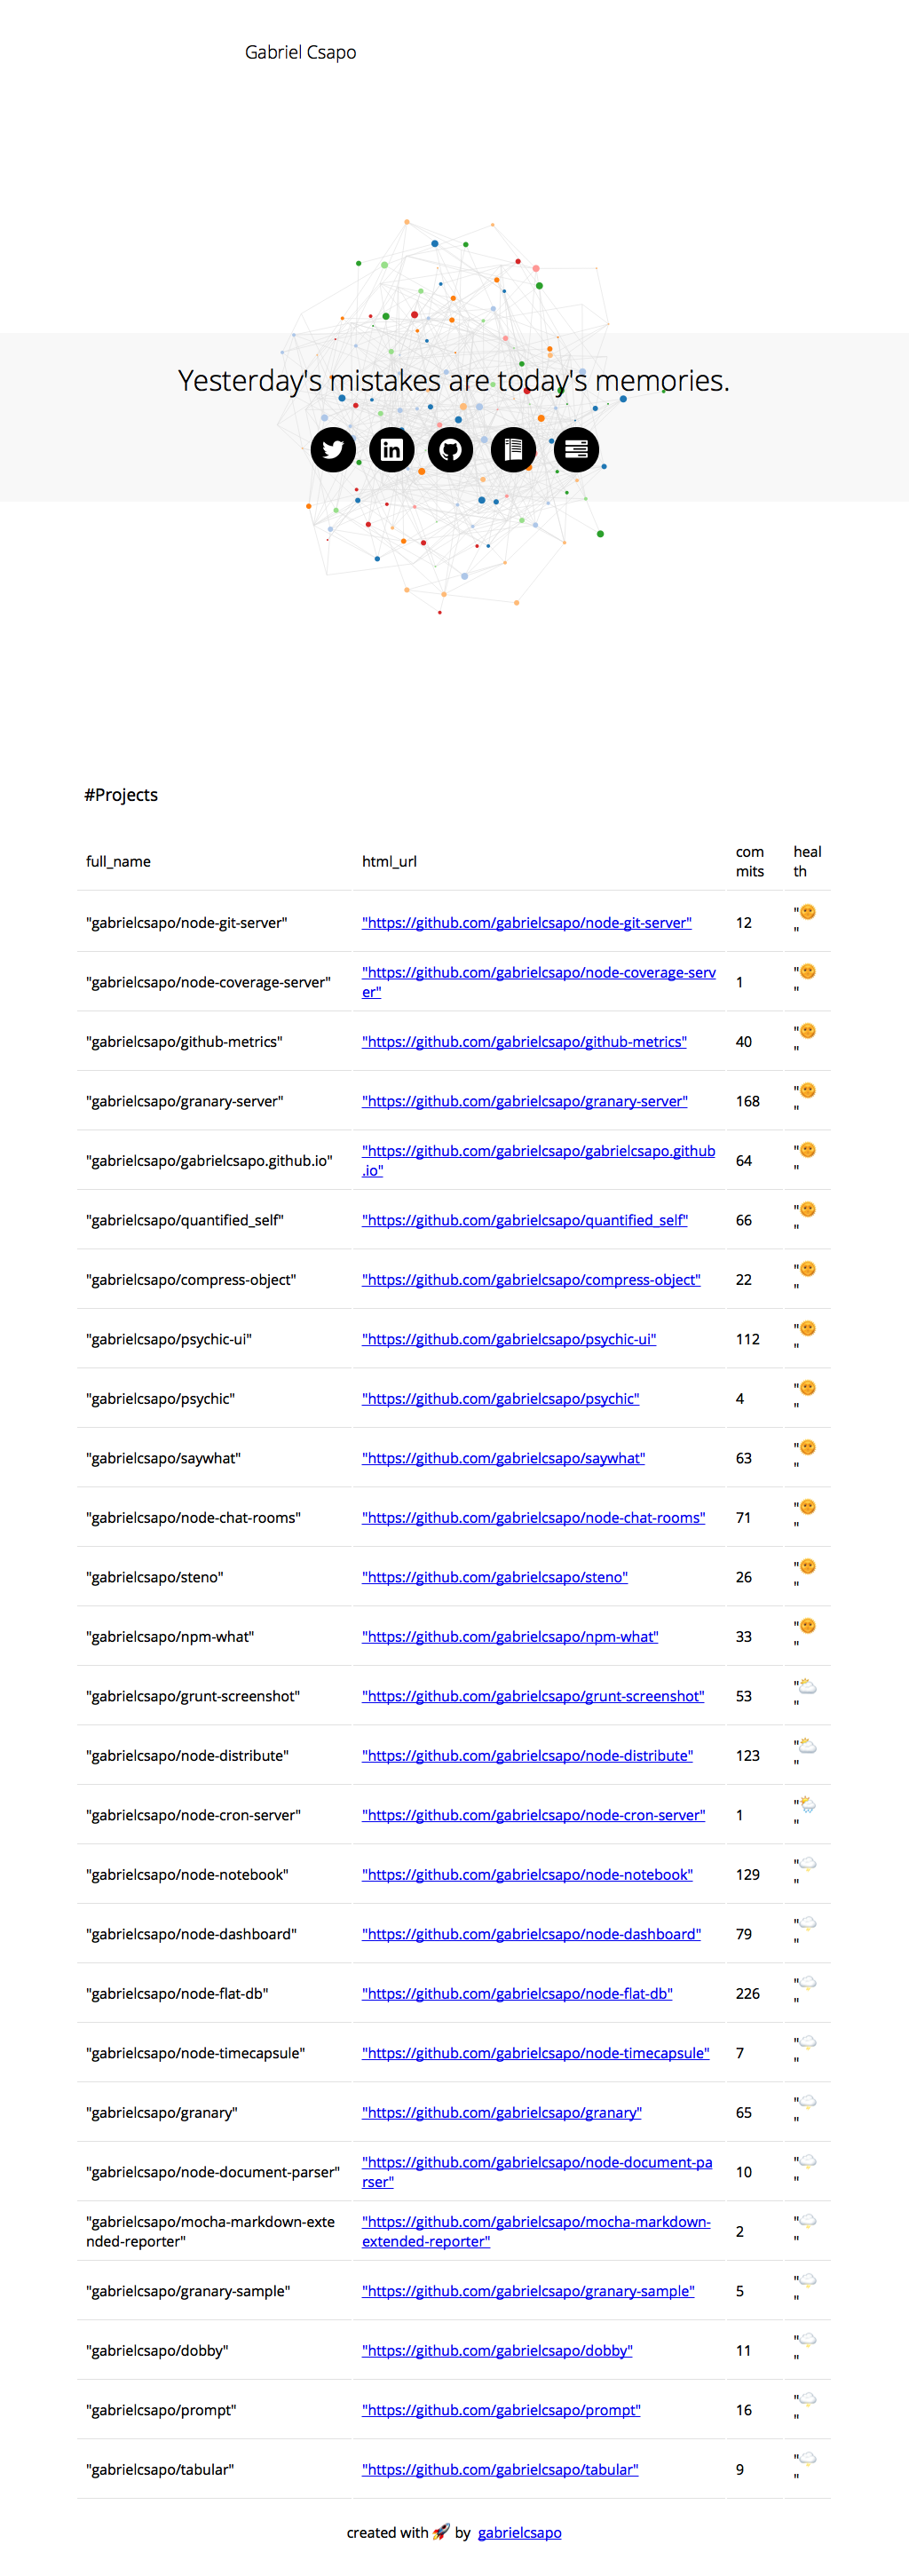 Gabriel Csapo
Yesterday's mistakes are today's memories.
#Projects
full_name html_url com heal
mits th
"gabrielcsapo/node-git-server" "https://github.com/gabrielcsapo/node-git-server" 12 "🌞
"
"gabrielcsapo/node-coverage-server" "https://github.com/gabrielcsapo/node-coverage-serv 1 "🌞
er" "
"gabrielcsapo/github-metrics" "https://github.com/gabrielcsapo/github-metrics" 40 "🌞
"
"gabrielcsapo/granary-server" "https://github.com/gabrielcsapo/granary-server" 168 "🌞
"
"gabrielcsapo/gabrielcsapo.github.io" "https://github.com/gabrielcsapo/gabrielcsapo.github 64 "🌞
.io" "
"gabrielcsapo/quantified_self" "https://github.com/gabrielcsapo/quantified_self" 66 "🌞
"
"gabrielcsapo/compress-object" "https://github.com/gabrielcsapo/compress-object" 22 "🌞
"
"gabrielcsapo/psychic-ui" "https://github.com/gabrielcsapo/psychic-ui" 112 "🌞
"
"gabrielcsapo/psychic" "https://github.com/gabrielcsapo/psychic" 4 "🌞
"
"gabrielcsapo/saywhat" "https://github.com/gabrielcsapo/saywhat" 63 "🌞
"
"gabrielcsapo/node-chat-rooms" "https://github.com/gabrielcsapo/node-chat-rooms" 71 "🌞
"
"gabrielcsapo/steno" "https://github.com/gabrielcsapo/steno" 26 "🌞
"
"gabrielcsapo/npm-what" "https://github.com/gabrielcsapo/npm-what" 33 "🌞
"
"gabrielcsapo/grunt-screenshot" "https://github.com/gabrielcsapo/grunt-screenshot" 53 "🌥
"
"gabrielcsapo/node-distribute" "https://github.com/gabrielcsapo/node-distribute" 123 "🌥
"
"gabrielcsapo/node-cron-server" "https://github.com/gabrielcsapo/node-cron-server" 1 "🌦
"
"gabrielcsapo/node-notebook" "https://github.com/gabrielcsapo/node-notebook" 129 "🌩
"
"gabrielcsapo/node-dashboard" "https://github.com/gabrielcsapo/node-dashboard" 79 "🌩
"
"gabrielcsapo/node-flat-db" "https://github.com/gabrielcsapo/node-flat-db" 226 "🌩
"
"gabrielcsapo/node-timecapsule" "https://github.com/gabrielcsapo/node-timecapsule" 7 "🌩
"
"gabrielcsapo/granary" "https://github.com/gabrielcsapo/granary" 65 "🌩
"
"gabrielcsapo/node-document-parser" "https://github.com/gabrielcsapo/node-document-pa 10 "🌩
rser" "
"gabrielcsapo/mocha-markdown-exte "https://github.com/gabrielcsapo/mocha-markdown- 2 "🌩
nded-reporter" extended-reporter" "
"gabrielcsapo/granary-sample" "https://github.com/gabrielcsapo/granary-sample" 5 "🌩
"
"gabrielcsapo/dobby" "https://github.com/gabrielcsapo/dobby" 11 "🌩
"
"gabrielcsapo/prompt" "https://github.com/gabrielcsapo/prompt" 16 "🌩
"
"gabrielcsapo/tabular" "https://github.com/gabrielcsapo/tabular" 9 "🌩
"
created with 🚀 by gabrielcsapo